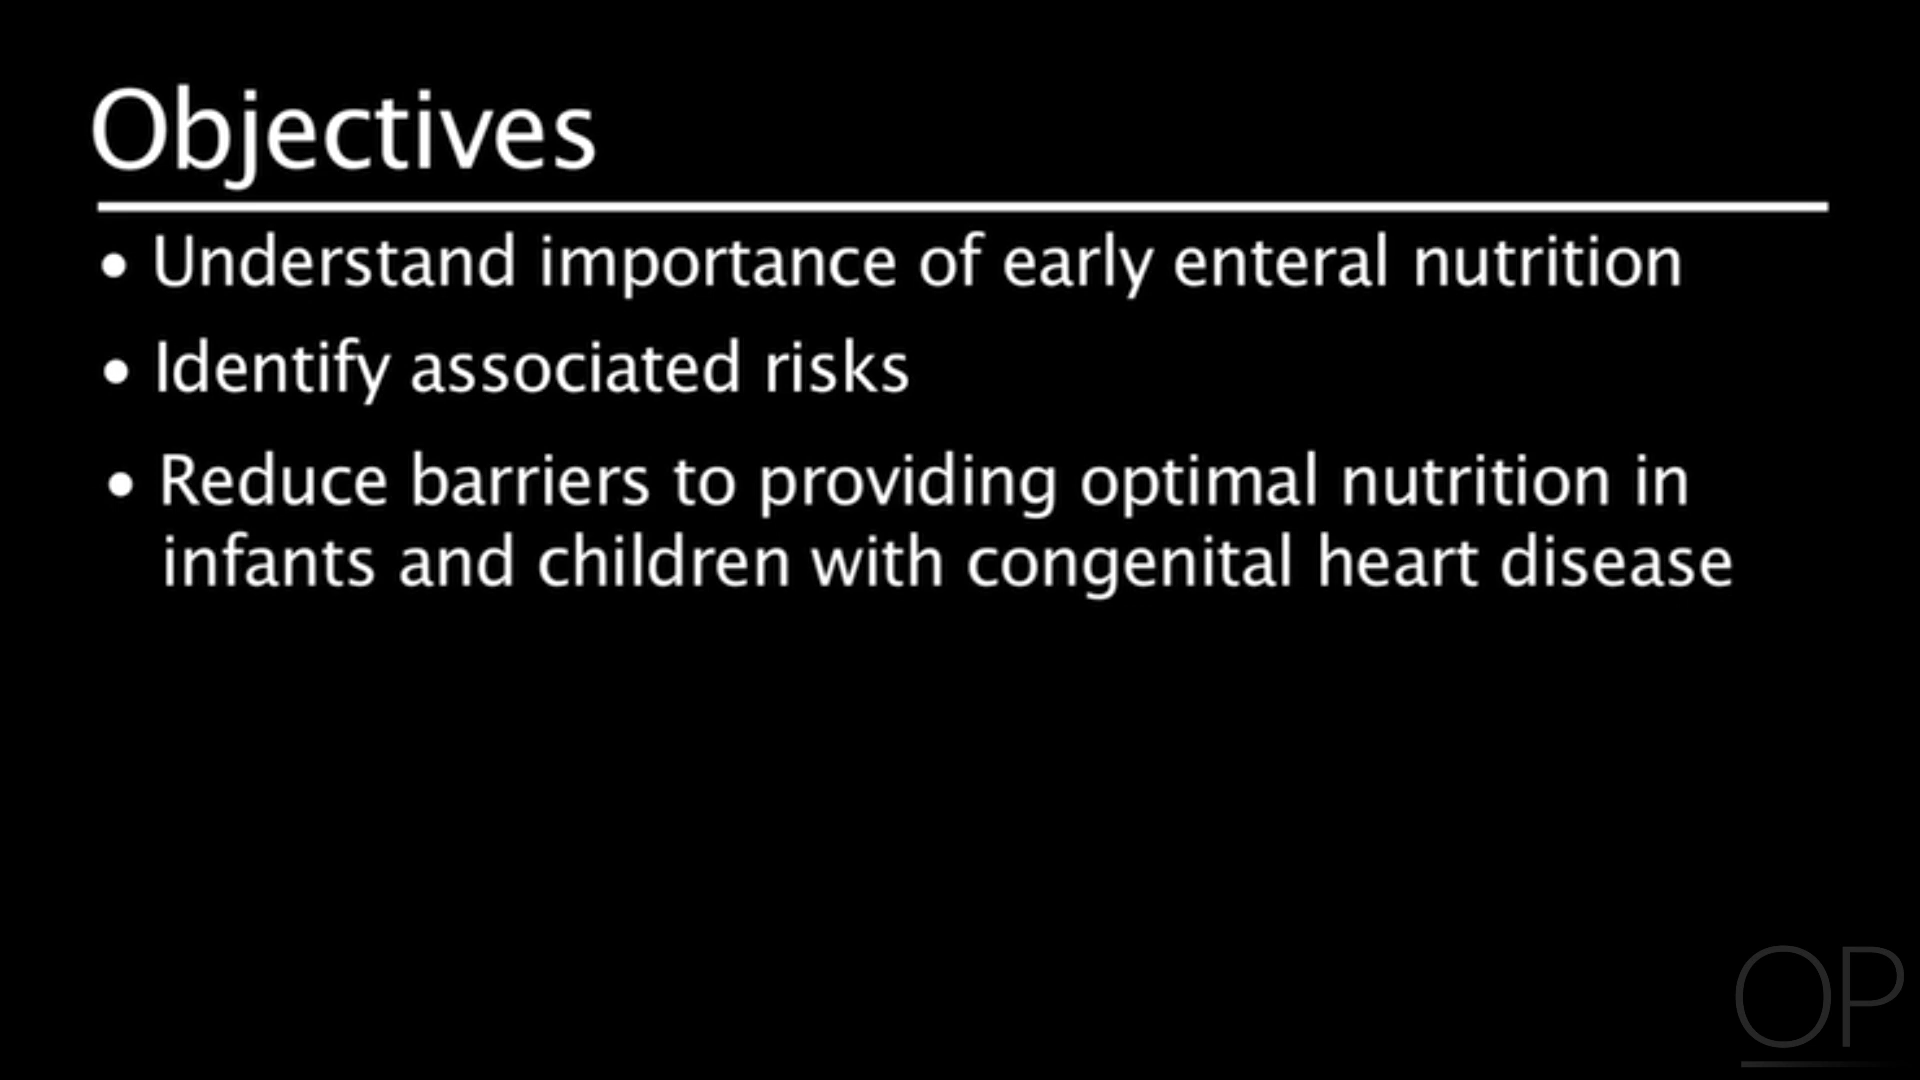 Objectives
• Understand importance of early enteral nutrition
• Identify associated risks
• Reduce barriers to providing optimal nutrition in
infants and children with congenital heart disease
OP